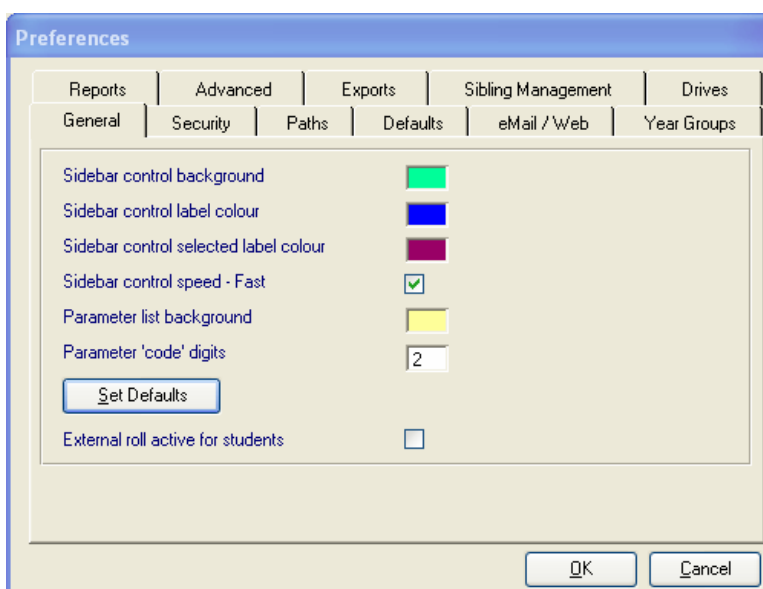 Preferences
Reports Advanced Exports Sibling Management Drives
General Security Paths Defaults eMail / Web Year Groups
Sidebar control background
Sidebar control label colour
Sidebar control selected label colour
Sidebar control speed - Fast
Parameter list background
Parameter 'code' digits 2
Set Defaults
External roll active for students
OK Cancel